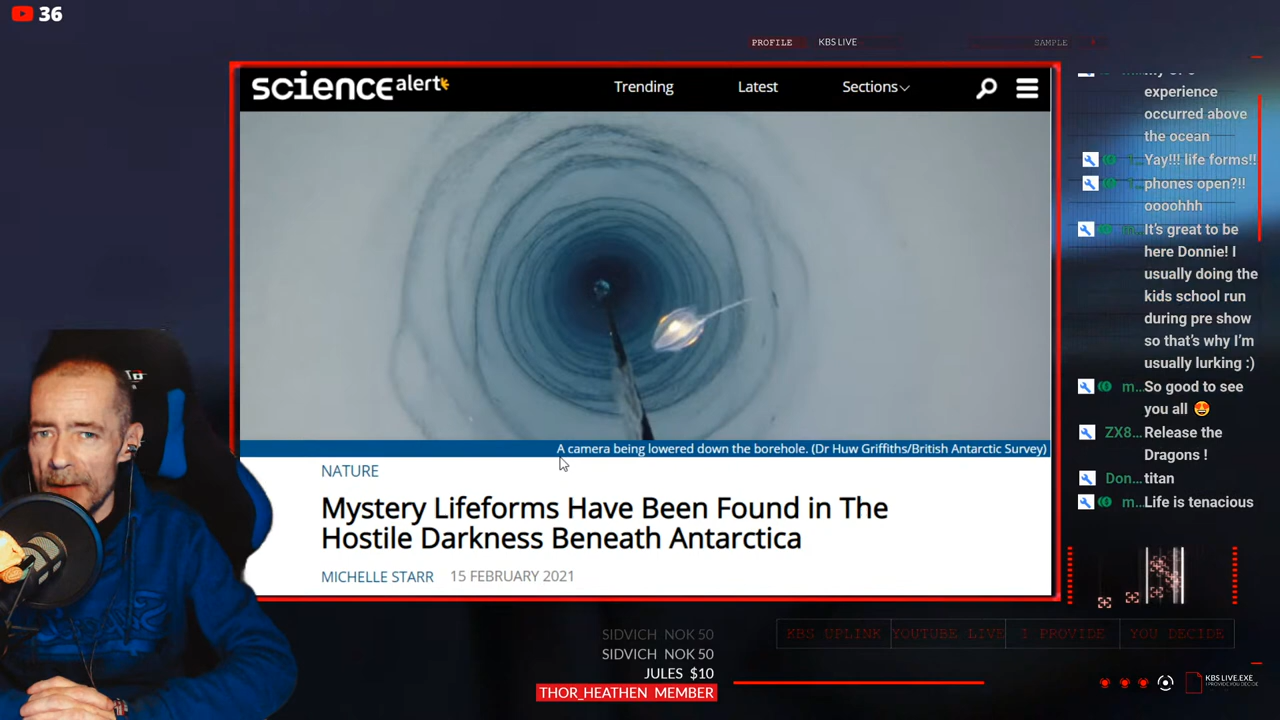 36
PROFILE
KBS LIVE
SAMPLE
science alert
Trending
Latest
Sections
A camera being lowered down the borehole. (Dr Huw Griffiths/British Antarctic Survey)
NATURE
Mystery Lifeforms Have Been Found in The
Hostile Darkness Beneath Antarctica
MICHELLE STARR 15 FEBRUARY 2021
experience
occurred above
the ocean
Yay!!! life forms!!
phones open?!!
oooohhh
m... It's great to be
here Donnie! I
usually doing the
kids school run
during pre show
so that's why I'm
usually lurking :)
m... So good to see
you all 🤩
ZX8... Release the
Dragons !
Don... titan
m... Life is tenacious
SIDVICH NOK 50
SIDVICH NOK 50
JULES $10
THOR_HEATHEN MEMBER
KBS UPLINK
YOUTUBE LIVE
I PROVIDE
YOU DECIDE
KBS LIVE.EXE
I PROVIDE YOU DECIDE